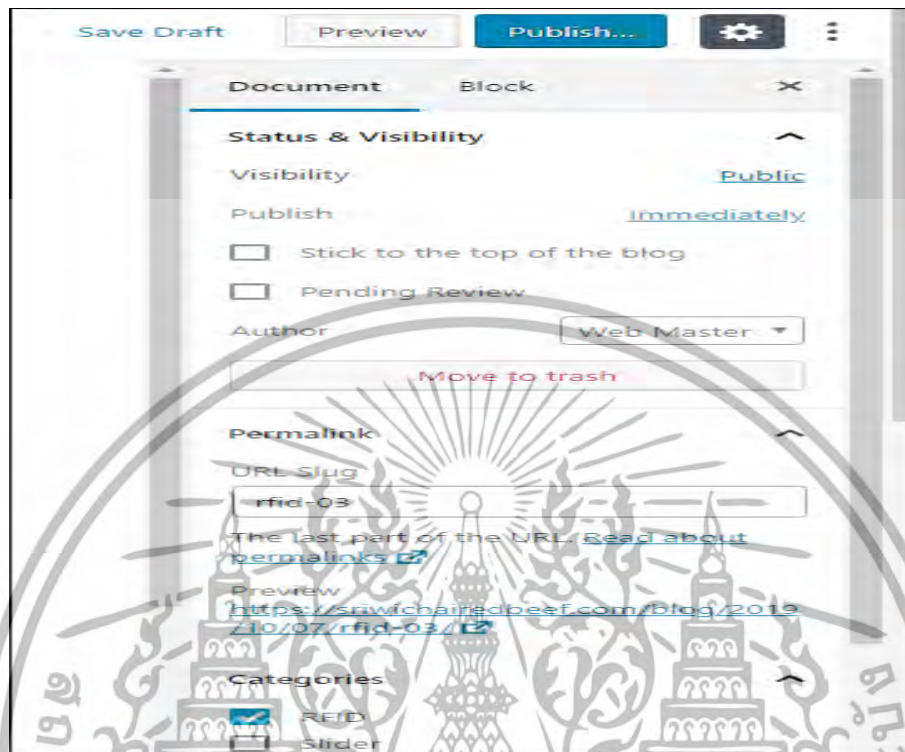 Save Draft Preview Publish...
Document Block
Status & Visibility
Visibility Public
Publish Immediately
Stick to the top of the blog
Pending Review
Author Web Master
Move to trash
Permalink
URL Slug
rfid-03
The last part of the URL. Read about
permalinks
Preview
https://sriwichairedbeef.com/blog/2019
/10/07/rfid-03/
Categories
RFID
Slider